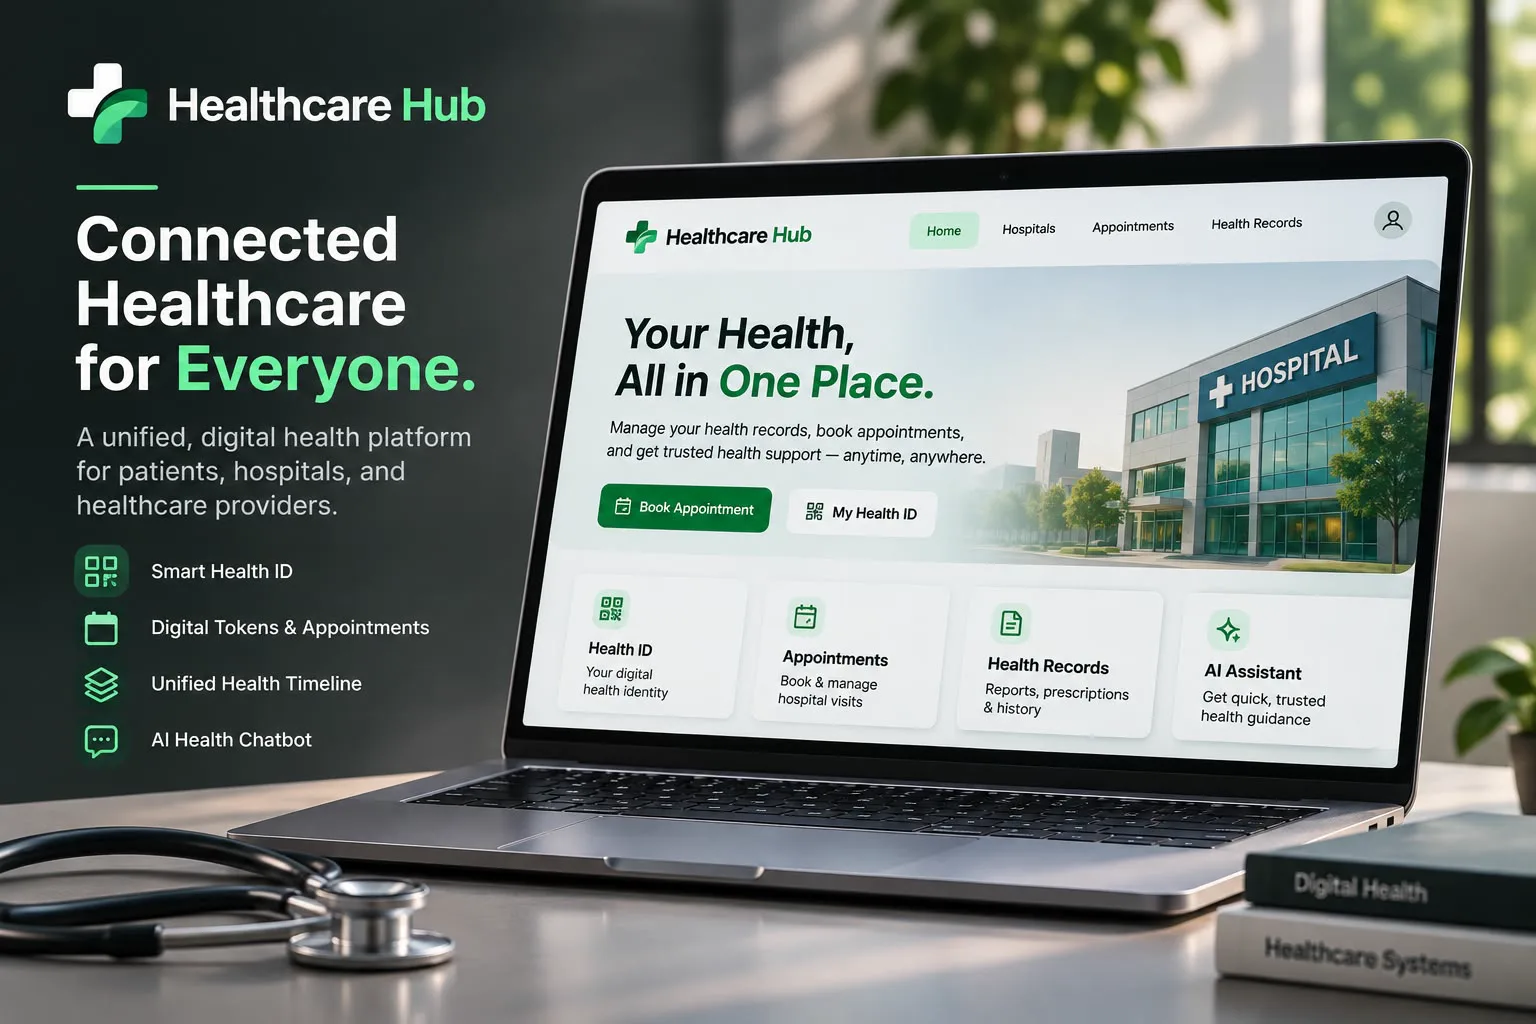 Healthcare Hub
Connected
Healthcare
for Everyone.
A unified, digital health platform
for patients, hospitals, and
healthcare providers.
Smart Health ID
Digital Tokens & Appointments
Unified Health Timeline
AI Health Chatbot
Healthcare Hub
Home
Hospitals
Appointments
Health Records
Your Health,
All in One Place.
Manage your health records, book appointments,
and get trusted health support — anytime, anywhere.
Book Appointment
My Health ID
HOSPITAL
Health ID
Your digital
health identity
Appointments
Book & manage
hospital visits
Health Records
Reports, prescriptions
& history
AI Assistant
Get quick, trusted
health guidance
Digital Health
Healthcare Systems